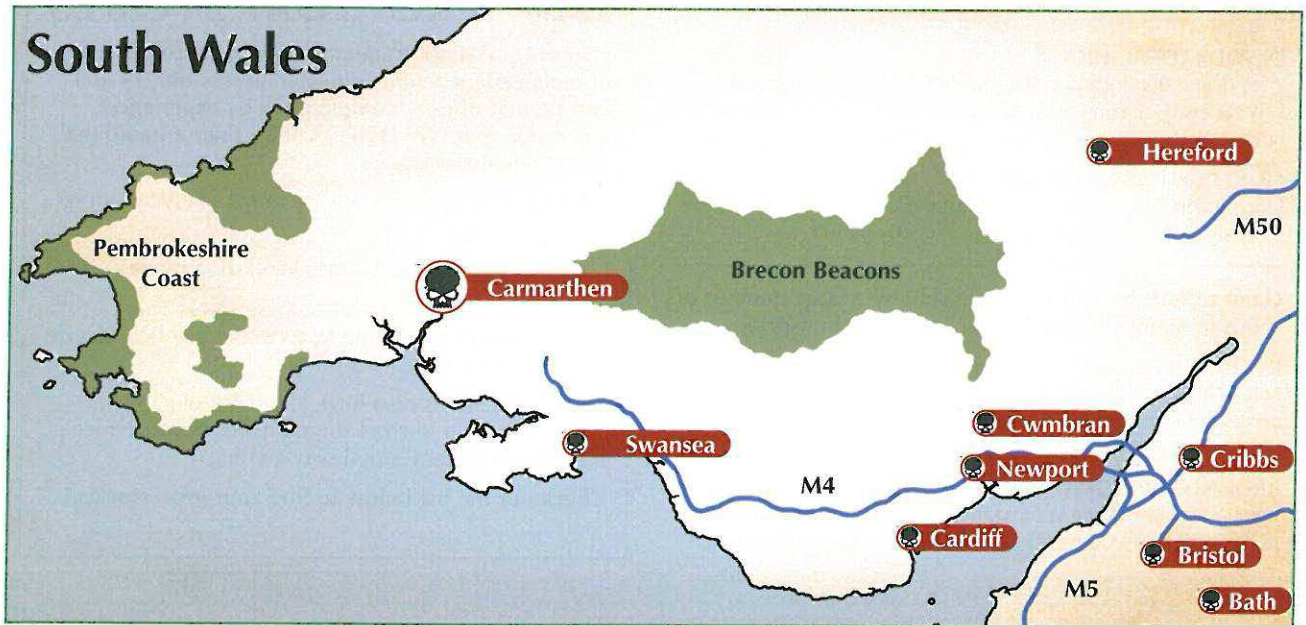 South Wales
Hereford
M50
Pembrokeshire
Coast
Brecon Beacons
Carmarthen
Cwmbran
Swansea
Cribbs
Newport
M4
Cardiff
Bristol
M5
Bath